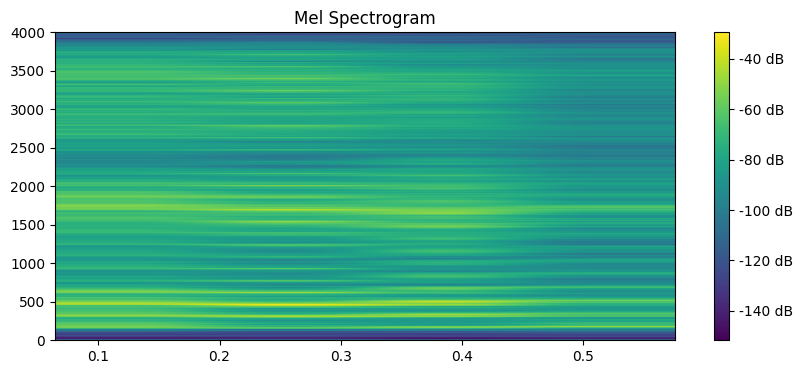 Mel Spectrogram
4000
3500
3000
2500
2000
1500
1000
500
0
0.1 0.2 0.3 0.4 0.5
-40 dB
-60 dB
-80 dB
-100 dB
-120 dB
-140 dB